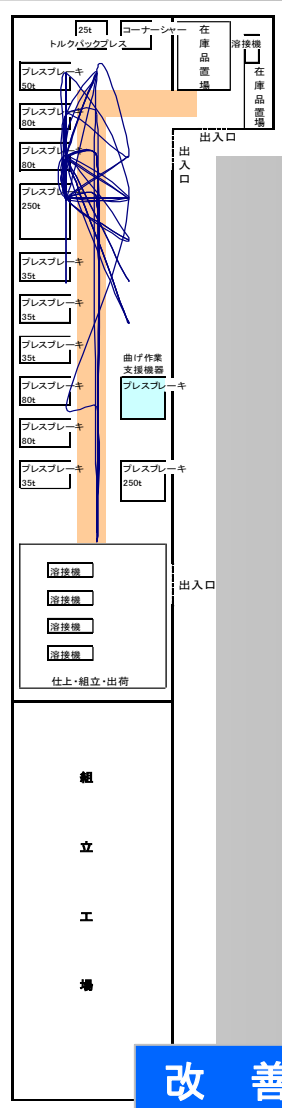 25t
トルクパックプレス
コーナーシャー
在庫品置場
溶接機
在庫品置場
出入口
出入口
プレスブレーキ
50t
プレスブレーキ
80t
プレスブレーキ
80t
プレスブレーキ
250t
プレスブレーキ
35t
プレスブレーキ
35t
プレスブレーキ
35t
プレスブレーキ
80t
プレスブレーキ
80t
プレスブレーキ
35t
曲げ作業
支援機器
プレスブレーキ
プレスブレーキ
250t
出入口
溶接機
溶接機
溶接機
溶接機
仕上・組立・出荷
組立工場
改善